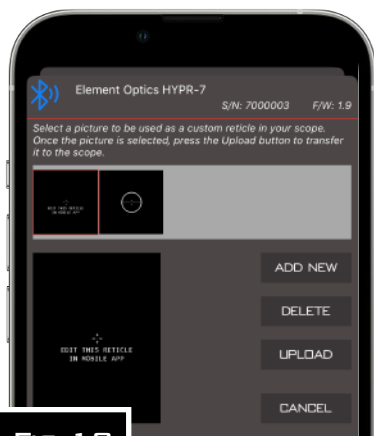 Element Optics HYPR-7
S/N: 7000003 F/W: 1.9
Select a picture to be used as a custom reticle in your scope.
Once the picture is selected, press the Upload button to transfer
it to the scope.
EDIT THIS RETICLE
IN MOBILE APP
ADD NEW
DELETE
EDIT THIS RETICLE
IN MOBILE APP
UPLOAD
CANCEL